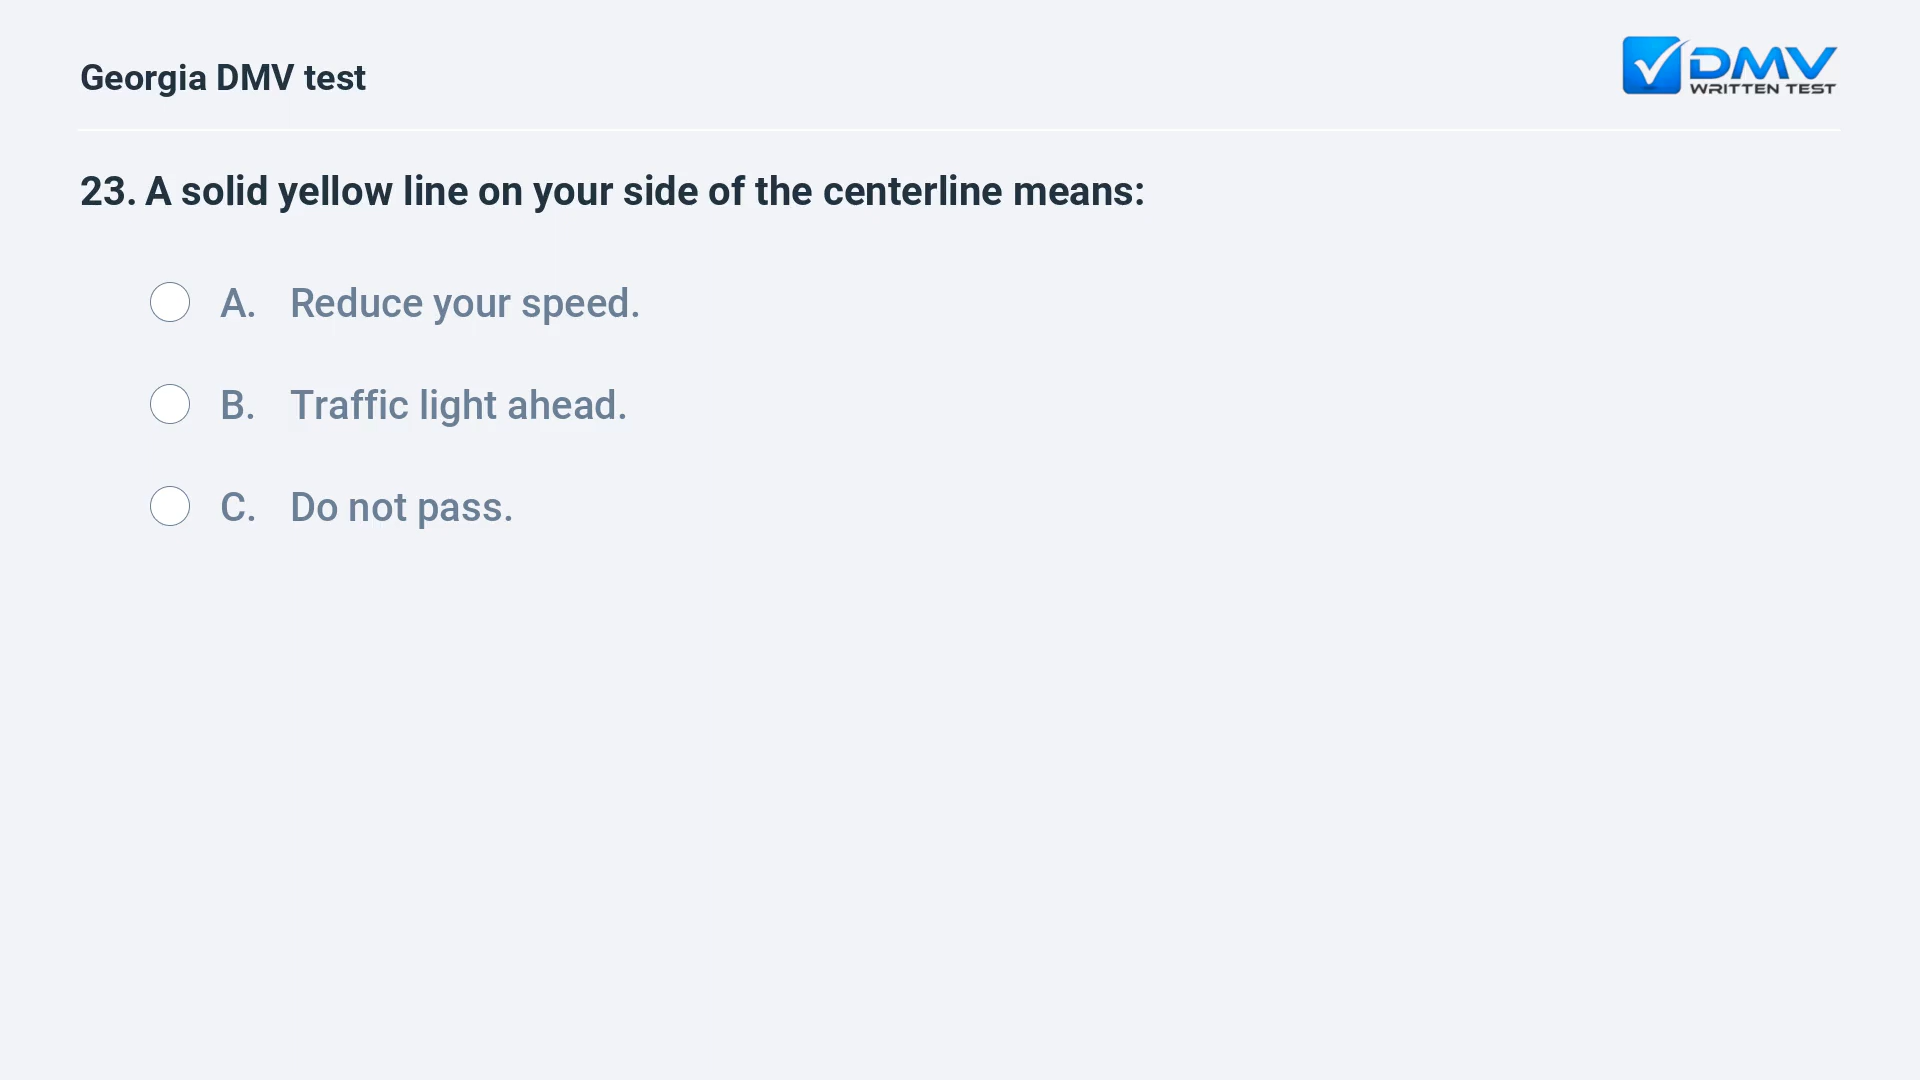 Georgia DMV test
DMV
WRITTEN TEST
23. A solid yellow line on your side of the centerline means:
A. Reduce your speed.
B. Traffic light ahead.
C. Do not pass.